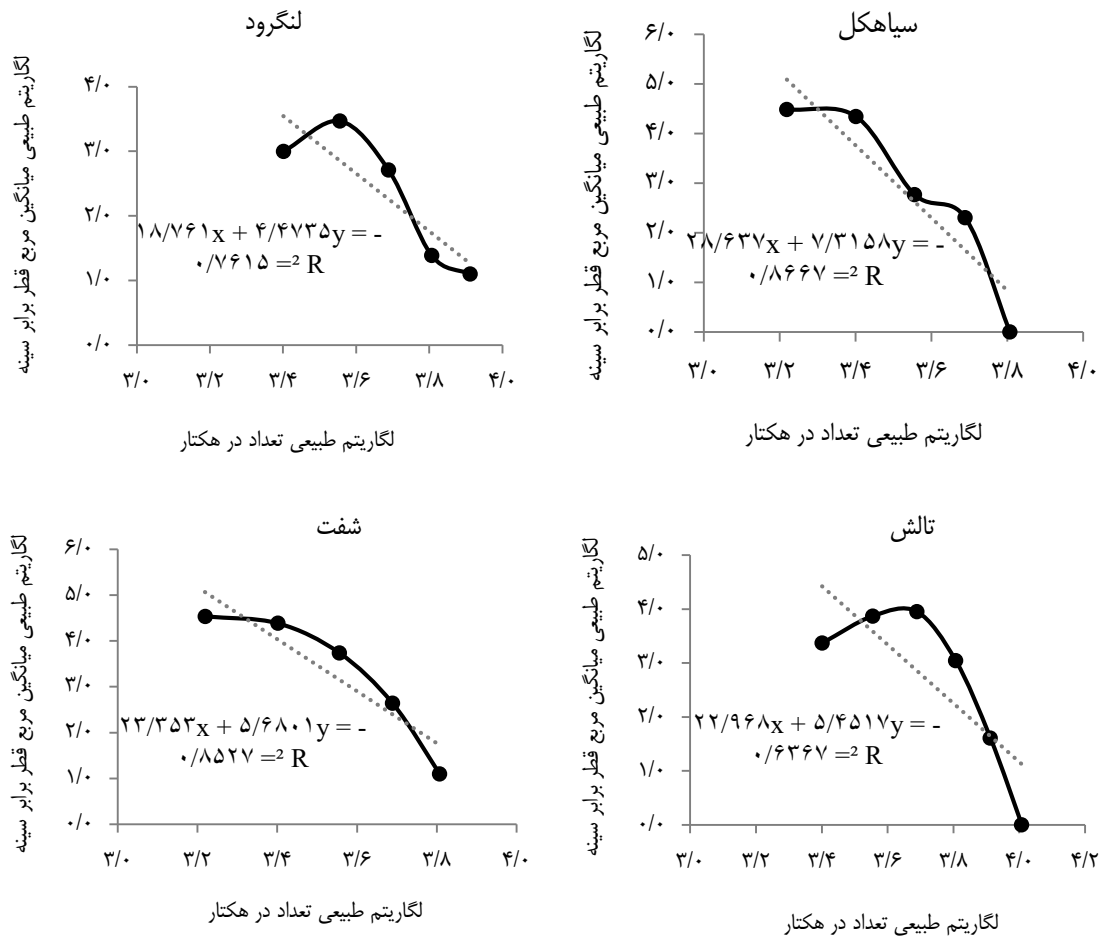 لنگرود
لگاریتم طبیعی میانگین مربع قطر برابر سینه
۴/۰
۳/۰
۲/۰
۱/۰
۰/۰
۱۸/۷۶۱x + ۴/۴۷۳۵y = -
۰/۷۶۱۵ =² R
۳/۰ ۳/۲ ۳/۴ ۳/۶ ۳/۸ ۴/۰
لگاریتم طبیعی تعداد در هکتار
سیاهکل
لگاریتم طبیعی میانگین مربع قطر برابر سینه
۶/۰
۵/۰
۴/۰
۳/۰
۲/۰
۱/۰
۰/۰
۲۸/۶۳۷x + ۷/۳۱۵۸y = -
۰/۸۶۶۷ =² R
۳/۰ ۳/۲ ۳/۴ ۳/۶ ۳/۸ ۴/۰
لگاریتم طبیعی تعداد در هکتار
شفت
لگاریتم طبیعی میانگین مربع قطر برابر سینه
۶/۰
۵/۰
۴/۰
۳/۰
۲/۰
۱/۰
۰/۰
۲۳/۳۵۳x + ۵/۶۸۰۱y = -
۰/۸۵۲۷ =² R
۳/۰ ۳/۲ ۳/۴ ۳/۶ ۳/۸ ۴/۰
لگاریتم طبیعی تعداد در هکتار
تالش
لگاریتم طبیعی میانگین مربع قطر برابر سینه
۵/۰
۴/۰
۳/۰
۲/۰
۱/۰
۰/۰
۲۲/۹۶۸x + ۵/۴۵۱۷y = -
۰/۶۳۶۷ =² R
۳/۰ ۳/۲ ۳/۴ ۳/۶ ۳/۸ ۴/۰ ۴/۲
لگاریتم طبیعی تعداد در هکتار